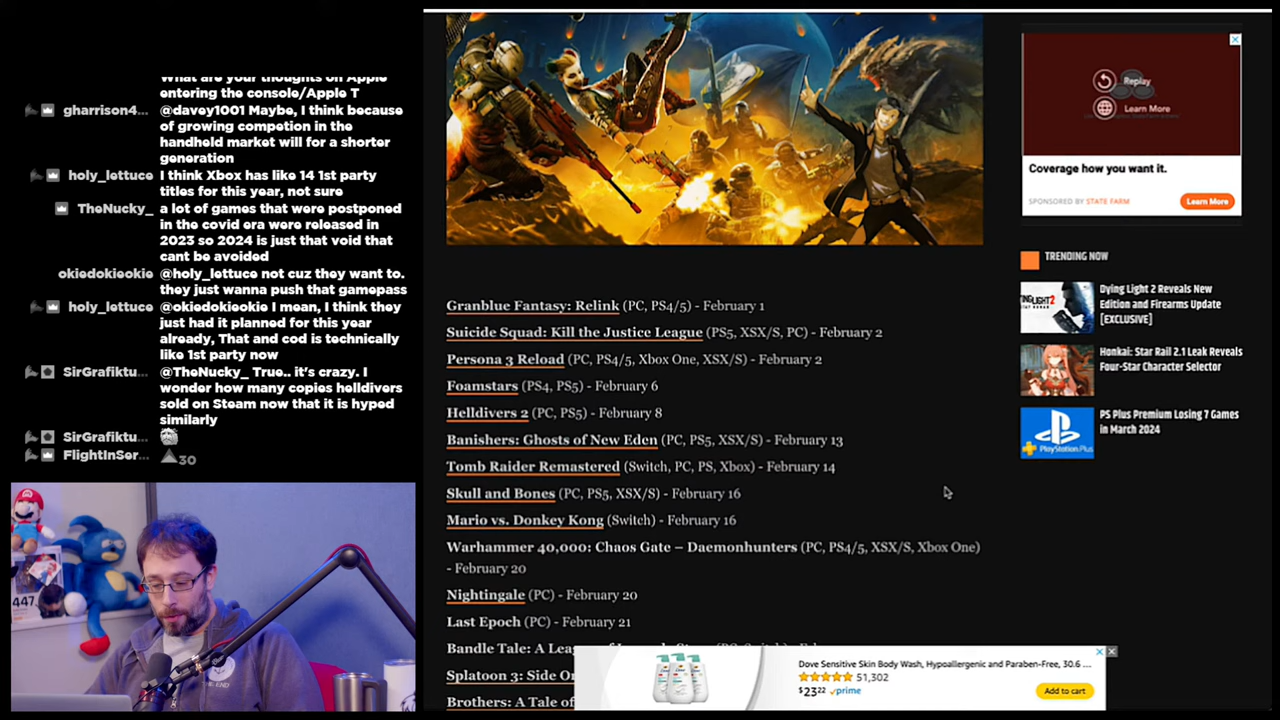 What are your thoughts on Apple
entering the console/Apple T
gharrison4... @davey1001 Maybe, I think because
of growing competion in the
handheld market will for a shorter
generation
holy_lettuce I think Xbox has like 14 1st party
titles for this year, not sure
TheNucky_ a lot of games that were postponed
in the covid era were released in
2023 so 2024 is just that void that
cant be avoided
okiedokieokie @holy_lettuce not cuz they want to.
they just wanna push that gamepass
holy_lettuce @okiedokieokie I mean, I think they
just had it planned for this year
already, That and cod is technically
like 1st party now
SirGrafiktu... @TheNucky_ True.. it's crazy. I
wonder how many copies helldivers
sold on Steam now that it is hyped
similarly
SirGrafiktu...
FlightInSer... 30
447
Granblue Fantasy: Relink (PC, PS4/5) - February 1
Suicide Squad: Kill the Justice League (PS5, XSX/S, PC) - February 2
Persona 3 Reload (PC, PS4/5, Xbox One, XSX/S) - February 2
Foamstars (PS4, PS5) - February 6
Helldivers 2 (PC, PS5) - February 8
Banishers: Ghosts of New Eden (PC, PS5, XSX/S) - February 13
Tomb Raider Remastered (Switch, PC, PS, Xbox) - February 14
Skull and Bones (PC, PS5, XSX/S) - February 16
Mario vs. Donkey Kong (Switch) - February 16
Warhammer 40,000: Chaos Gate – Daemonhunters (PC, PS4/5, XSX/S, Xbox One)
- February 20
Nightingale (PC) - February 20
Last Epoch (PC) - February 21
Bandle Tale: A
Splatoon 3: Side
Brothers: A Tale of
Replay
Learn More
Coverage how you want it.
SPONSORED BY STATE FARM
Learn More
TRENDING NOW
Dying Light 2 Reveals New
Edition and Firearms Update
[EXCLUSIVE]
Honkai: Star Rail 2.1 Leak Reveals
Four-Star Character Selector
PS Plus Premium Losing 7 Games
in March 2024
PlayStation Plus
Dove Sensitive Skin Body Wash, Hypoallergenic and Paraben-Free, 30.6 ...
51,302
$23.22 prime
Add to cart